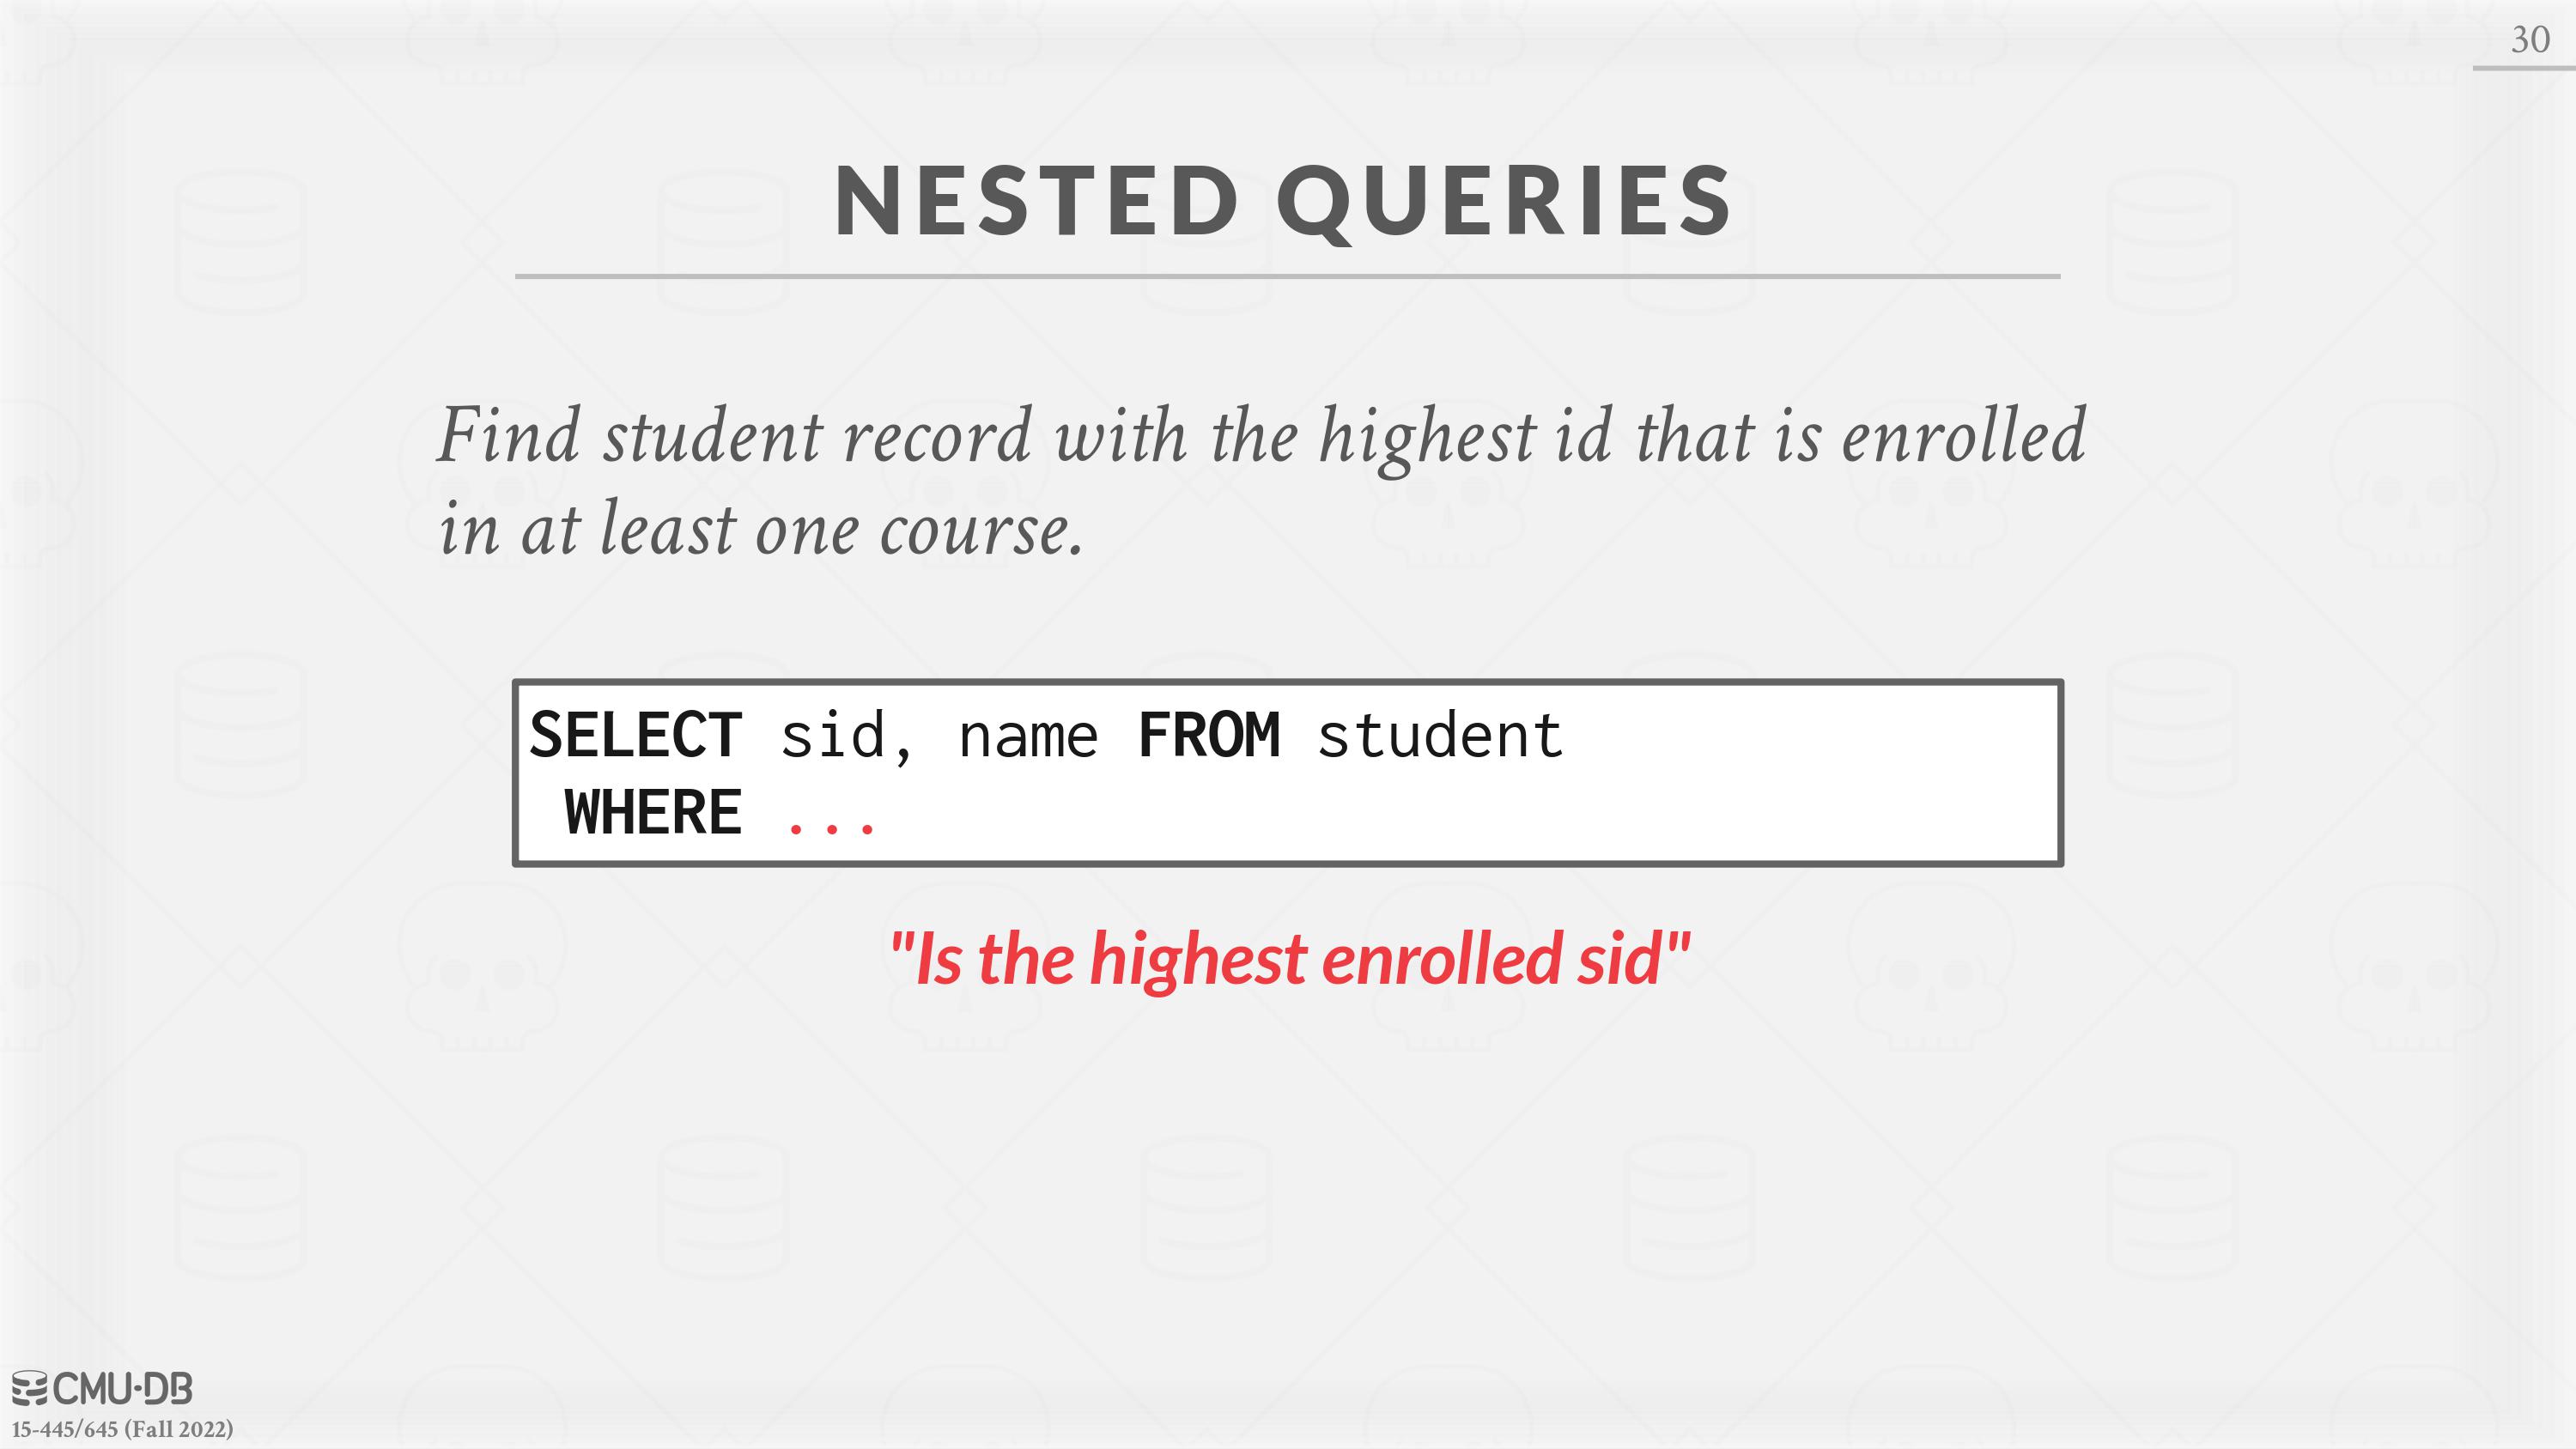 30
NESTED QUERIES
Find student record with the highest id that is enrolled
in at least one course.
SELECT sid, name FROM student
WHERE ...
"Is the highest enrolled sid"
CMU·DB
15-445/645 (Fall 2022)